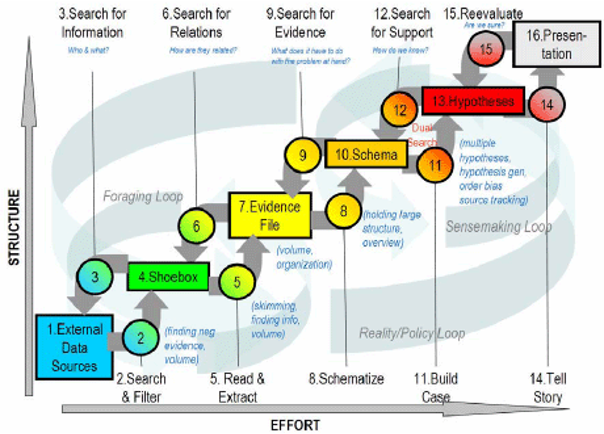 3.Search for
Information
Who & what?
6.Search for
Relations
How are they related?
9.Search for
Evidence
What does it have to do
with the problem at hand?
12.Search
for Support
How do we know?
15.Reevaluate
Are we sure?
15
16.Presen-
tation
12
13.Hypotheses
14
Dual
Search
9
10.Schema
11
(multiple
hypotheses,
hypothesis gen,
order bias
source tracking)
Foraging Loop
6
7.Evidence
File
8
(holding large
structure,
overview)
Sensemaking Loop
(volume,
organization)
3
4.Shoebox
5
(skimming,
finding info,
volume)
1.External
Data
Sources
2
(finding neg
evidence,
volume)
Reality/Policy Loop
2.Search
& Filter
5. Read &
Extract
8.Schematize
11.Build
Case
14.Tell
Story
STRUCTURE
EFFORT